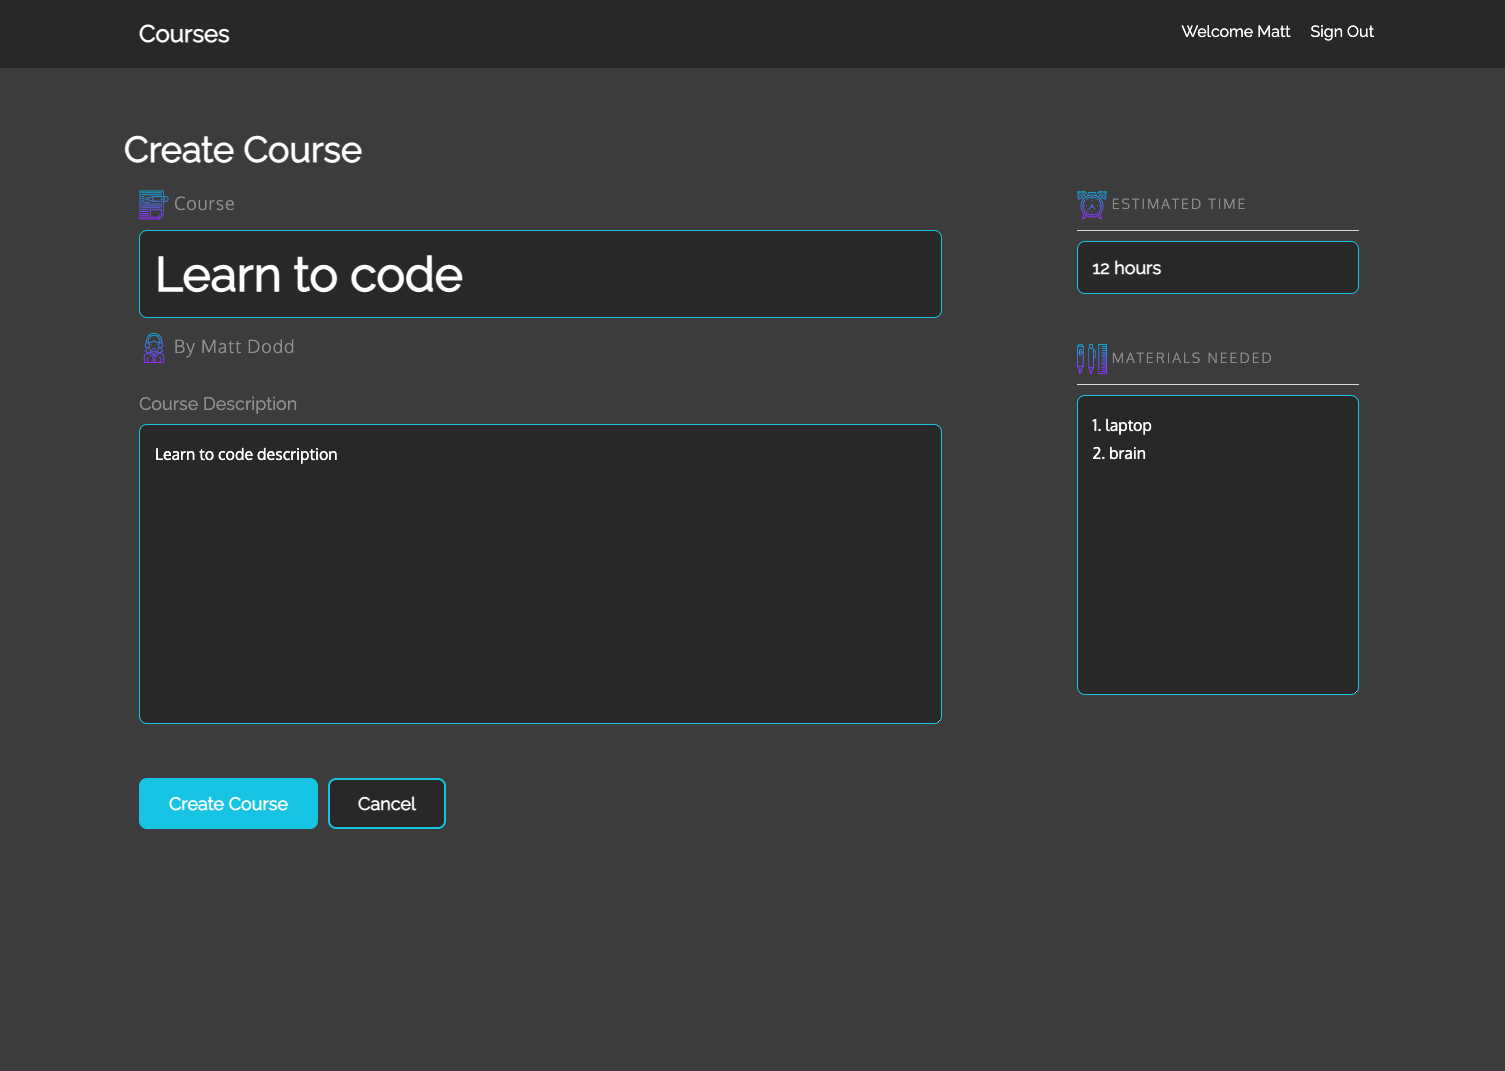 Courses
Welcome Matt
Sign Out
Create Course
Course
Learn to code
By Matt Dodd
Course Description
Learn to code description
Create Course
Cancel
ESTIMATED TIME
12 hours
MATERIALS NEEDED
1. laptop
2. brain